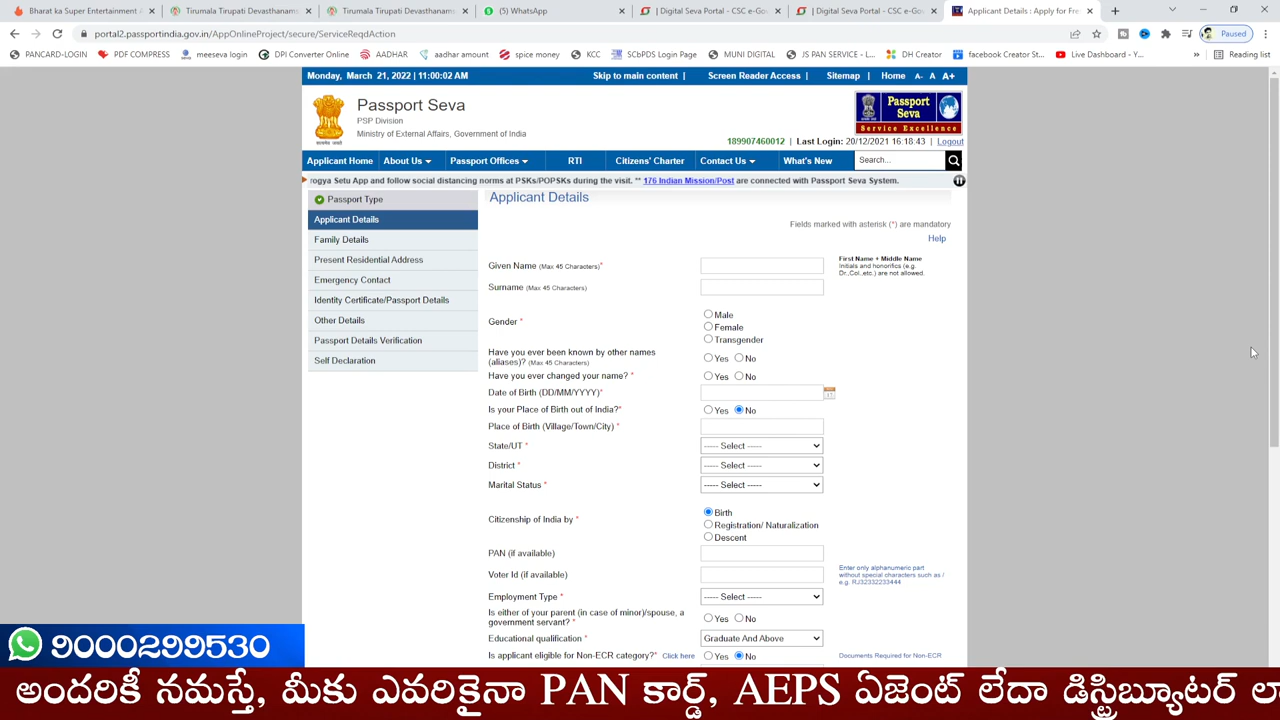 Bharat ka Super Entertainment A
Tirumala Tirupati Devasthanams
Tirumala Tirupati Devasthanam
(5) WhatsApp
Digital Seva Portal - CSC e-Gov
Digital Seva Portal - CSC e-Gov
Applicant Details : Apply for Fre
portal2.passportindia.gov.in/AppOnlineProject/secure/ServiceReqdAction
Paused
PANCARD-LOGIN
PDF COMPRESS
meeseva login
DPI Converter Online
AADHAR
aadhar amount
spice money
KCC
SCbPDS Login Page
MUNI DIGITAL
JS PAN SERVICE - L...
DH Creator
facebook Creator St...
Live Dashboard - Y...
Reading list
Monday, March 21, 2022 | 11:00:02 AM
Skip to main content |
Screen Reader Access |
Sitemap |
Home
A- A A+
Passport Seva
PSP Division
Ministry of External Affairs, Government of India
Passport
Seva
Service Excellence
189907460012 | Last Login: 20/12/2021 16:18:43 | Logout
Applicant Home
About Us
Passport Offices
RTI
Citizens' Charter
Contact Us
What's New
Search...
rogya Setu App and follow social distancing norms at PSKs/POPSKs during the visit. ** 176 Indian Mission/Post are connected with Passport Seva System.
Passport Type
Applicant Details
Family Details
Present Residential Address
Emergency Contact
Identity Certificate/Passport Details
Other Details
Passport Details Verification
Self Declaration
Applicant Details
Fields marked with asterisk (*) are mandatory
Help
Given Name (Max 45 Characters)*
First Name + Middle Name
Initials and honorifics (e.g.
Dr.,Col.,etc.) are not allowed.
Surname (Max 45 Characters)
Gender *
Male
Female
Transgender
Have you ever been known by other names
(aliases)? (Max 45 Characters)
Yes No
Have you ever changed your name? *
Yes No
Date of Birth (DD/MM/YYYY)*
Is your Place of Birth out of India?*
Yes No
Place of Birth (Village/Town/City) *
State/UT *
----- Select -----
District *
----- Select -----
Marital Status *
----- Select -----
Citizenship of India by *
Birth
Registration/ Naturalization
Descent
PAN (if available)
Voter Id (if available)
Enter only alphanumeric part
without special characters such as /
e.g. RJ32332233444
Employment Type *
----- Select -----
Is either of your parent (in case of minor)/spouse, a
government servant? *
Yes No
Educational qualification *
Graduate And Above
Is applicant eligible for Non-ECR category?* Click here
Yes No
Documents Required for Non-ECR
9000299530
అందరికీ నమస్తే, మీకు ఎవరికైనా PAN కార్డ్, AEPS ఏజెంట్ లేదా డిస్ట్రిబ్యూటర్ లా